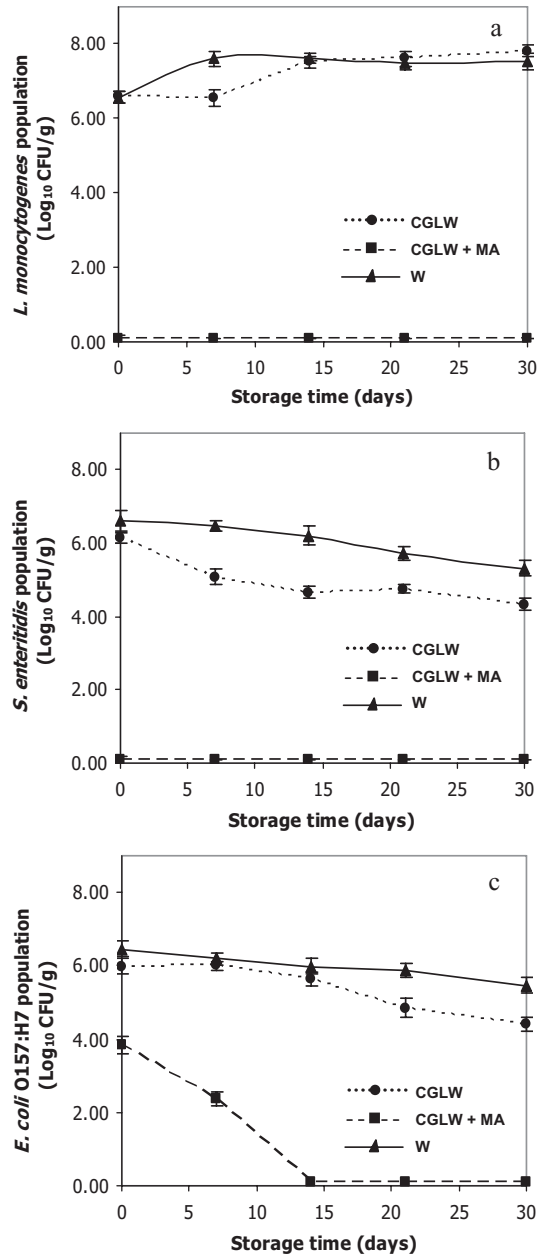 a
L. monocytogenes population
(Log₁₀ CFU/g)
8.00
6.00
4.00
2.00
0.00
CGLW
CGLW + MA
W
0 5 10 15 20 25 30
Storage time (days)
b
S. enteritidis population
(Log₁₀ CFU/g)
8.00
6.00
4.00
2.00
0.00
CGLW
CGLW + MA
W
0 5 10 15 20 25 30
Storage time (days)
c
E. coli O157:H7 population
(Log₁₀ CFU/g)
8.00
6.00
4.00
2.00
0.00
CGLW
CGLW + MA
W
0 5 10 15 20 25 30
Storage time (days)